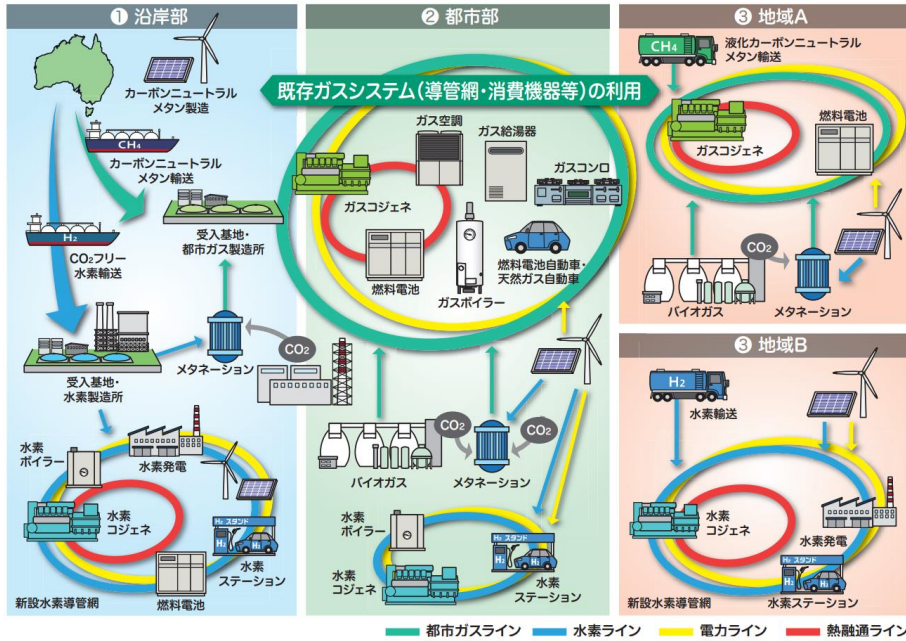 ❶ 沿岸部
カーボンニュートラル
メタン製造
CH₄
カーボンニュートラル
メタン輸送
受入基地・
都市ガス製造所
H₂
CO₂フリー
水素輸送
受入基地・
水素製造所
メタネーション
CO₂
水素
ボイラー
水素発電
水素
コジェネ
H₂ スタンド
H₂
H₂
水素
ステーション
燃料電池
新設水素導管網
❷ 都市部
既存ガスシステム(導管網・消費機器等)の利用
ガス空調
ガス給湯器
ガスコンロ
ガスコジェネ
燃料電池
ガスボイラー
燃料電池自動車・
天然ガス自動車
バイオガス
CO₂
CO₂
メタネーション
水素
ボイラー
水素
コジェネ
H₂ スタンド
H₂
H₂
水素
ステーション
❸ 地域A
CH₄
液化カーボンニュートラル
メタン輸送
燃料電池
ガスコジェネ
CO₂
バイオガス
メタネーション
❸ 地域B
H₂
水素輸送
水素
コジェネ
水素発電
H₂ スタンド
H₂
H₂
新設水素導管網
水素ステーション
都市ガスライン
水素ライン
電力ライン
熱融通ライン